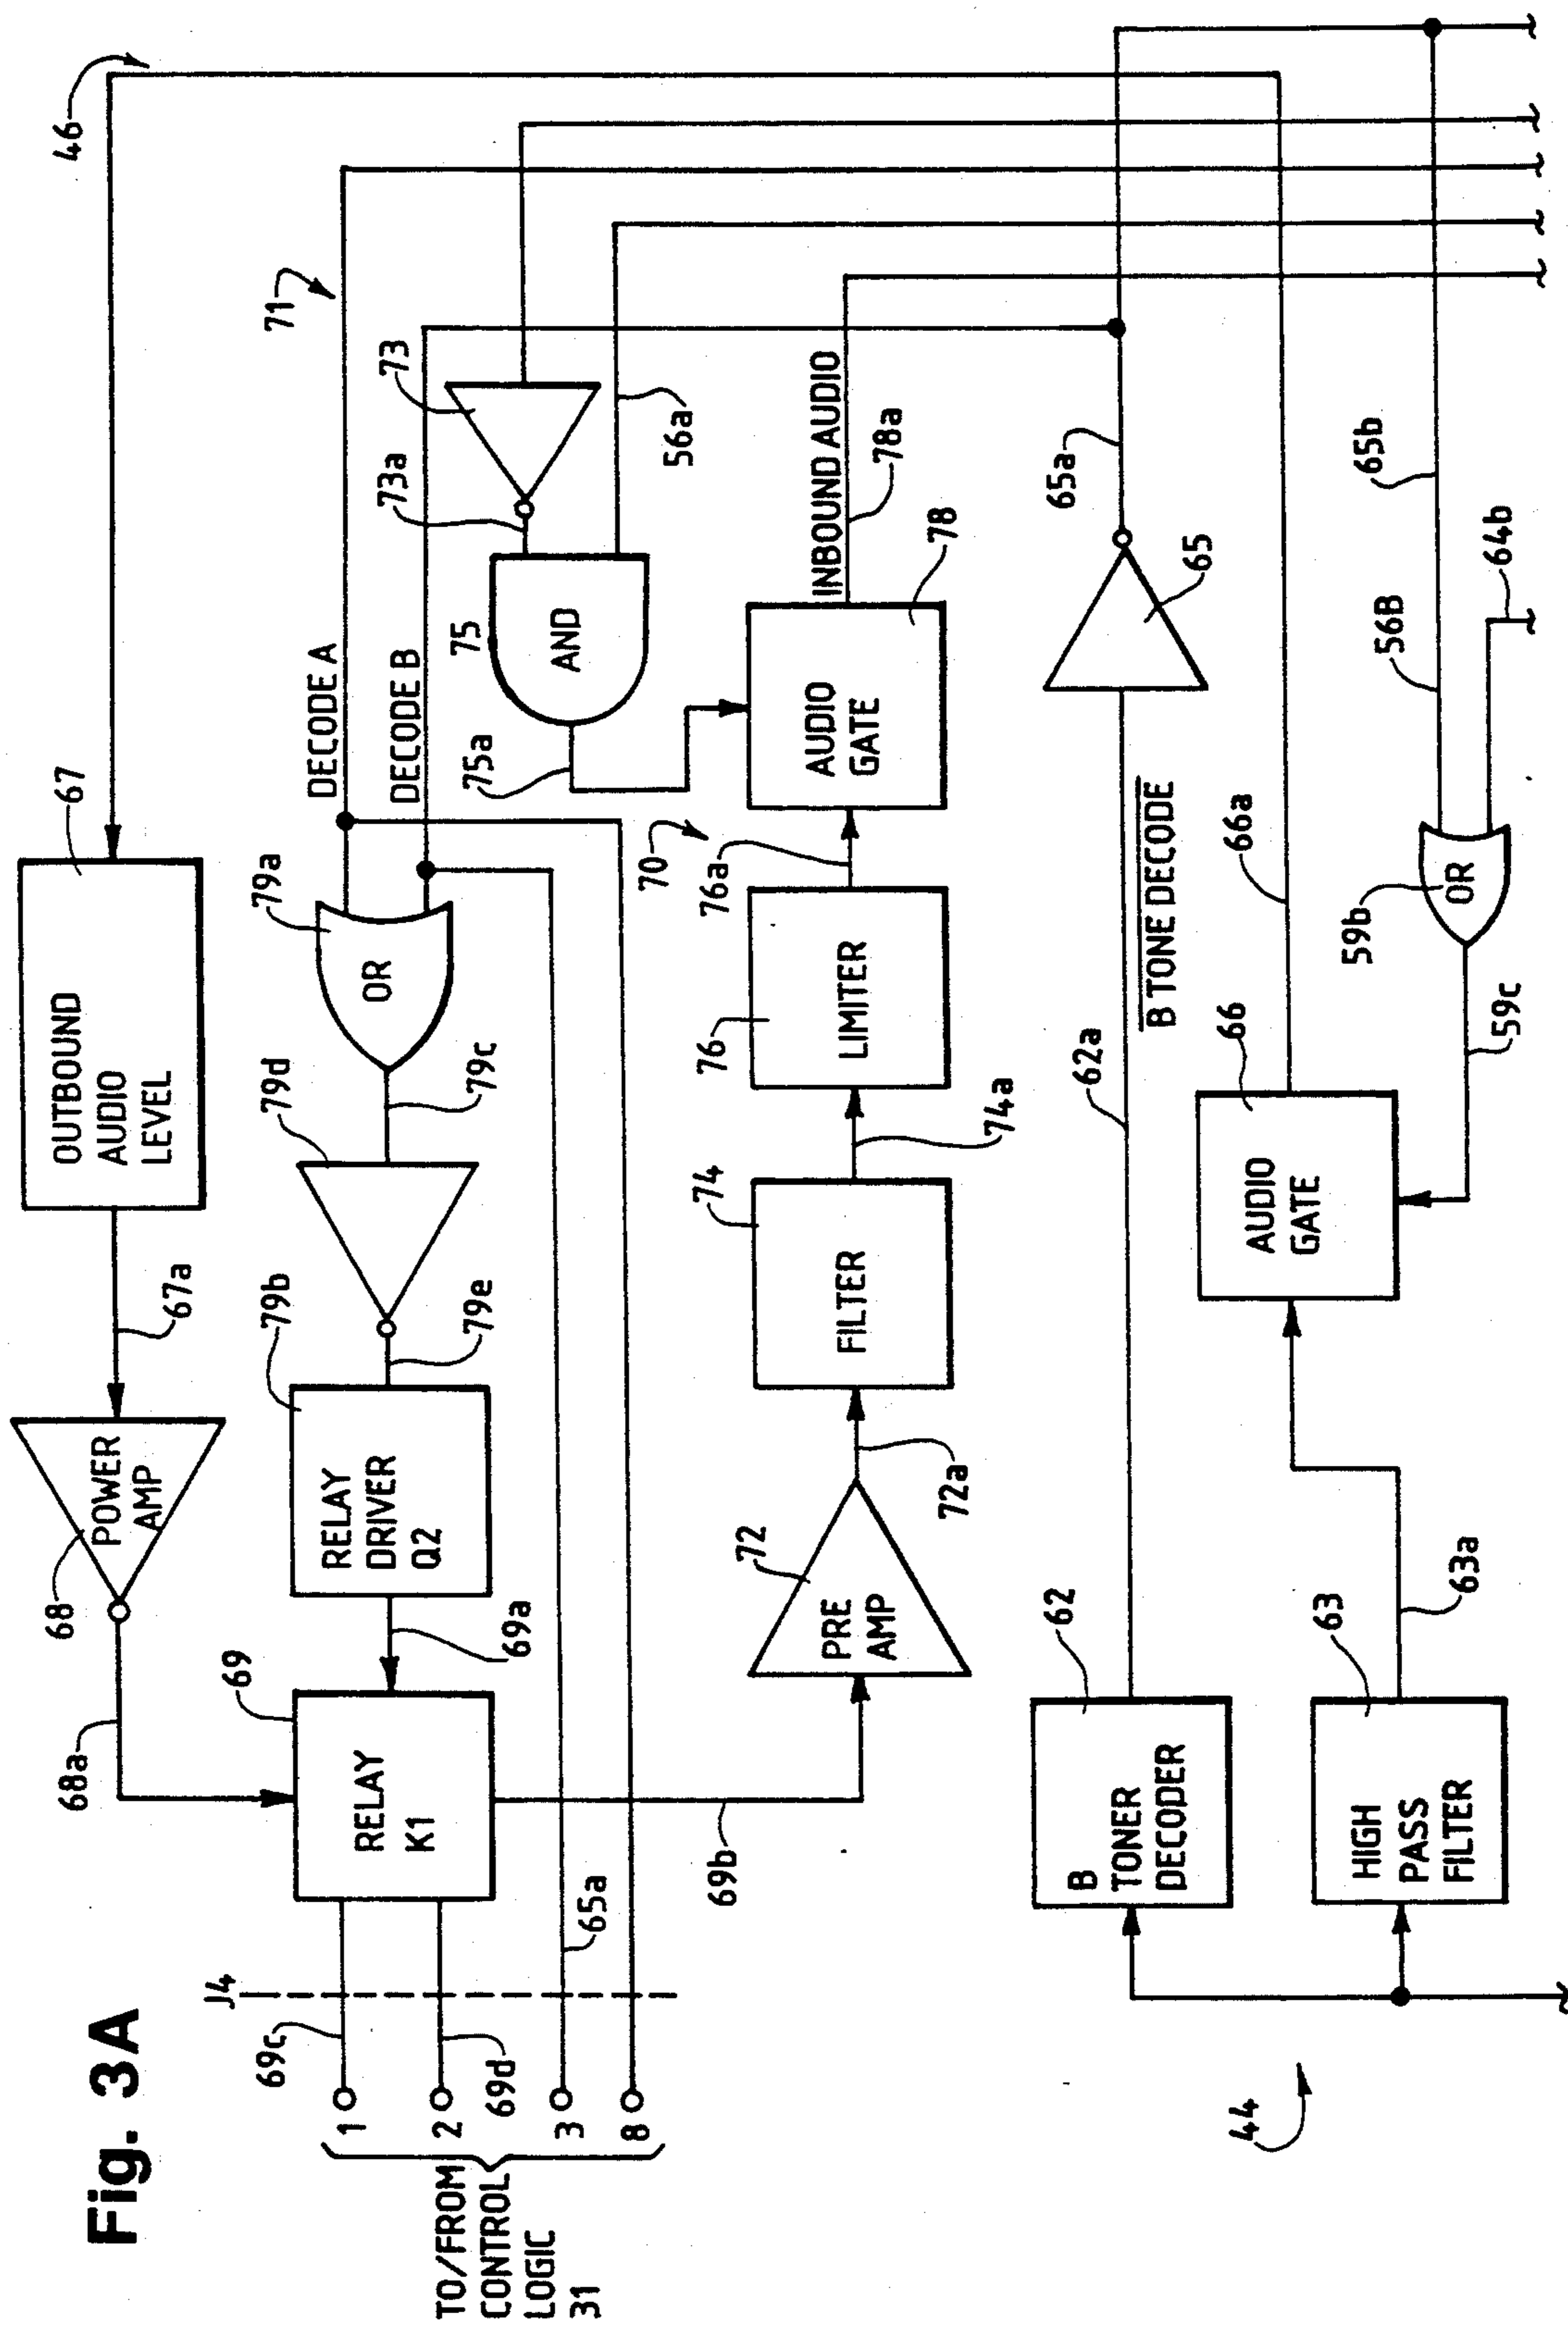 Fig. 3A
TO/FROM
CONTROL
LOGIC
31
1
2
3
8
J4
69c
69d
65a
68a
69
RELAY
K1
69b
69a
68
POWER
AMP
67a
67
OUTBOUND
AUDIO
LEVEL
46
RELAY
DRIVER
Q2
79b
79e
79d
79c
79a
OR
DECODE A
DECODE B
71
73
73a
56a
75
AND
75a
72
PRE
AMP
72a
74
FILTER
74a
76
LIMITER
76a
70
AUDIO
GATE
78
INBOUND AUDIO
78a
62
B
TONER
DECODER
62a
B TONE DECODE
65
65a
44
63
HIGH
PASS
FILTER
63a
66
AUDIO
GATE
66a
59c
59b
OR
56B
65b
64b